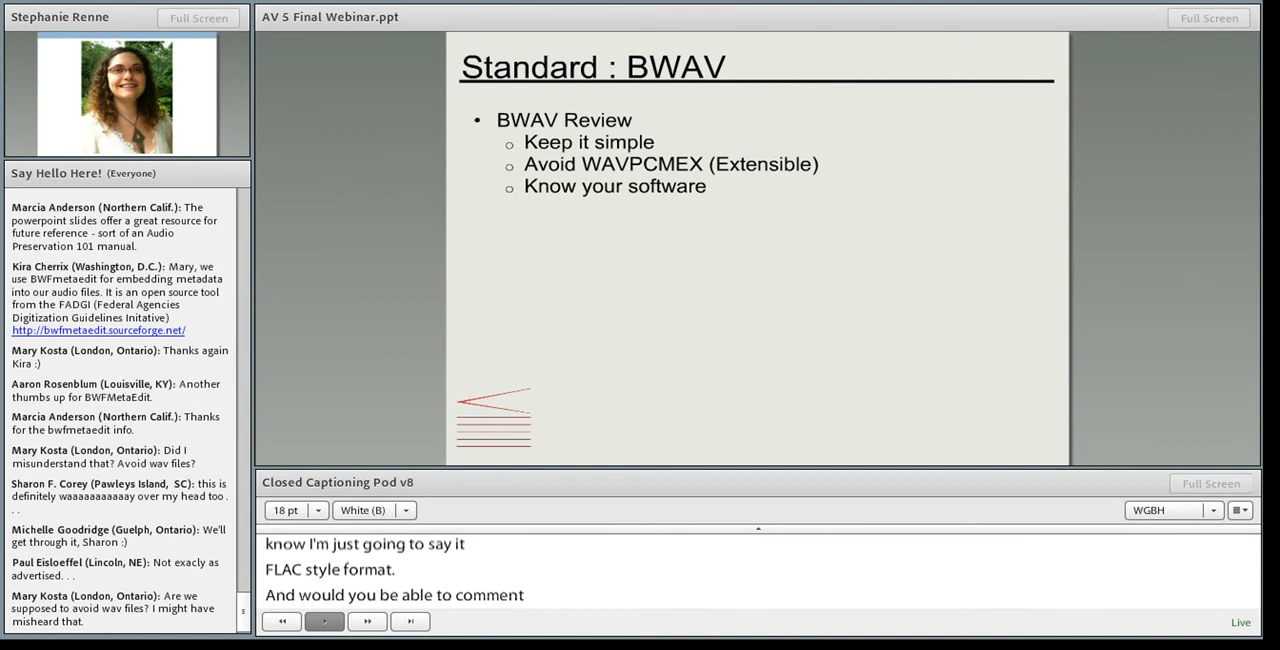 Stephanie Renne
Full Screen
Say Hello Here! (Everyone)
Marcia Anderson (Northern Calif.): The
powerpoint slides offer a great resource for
future reference - sort of an Audio
Preservation 101 manual.
Kira Cherrix (Washington, D.C.): Mary, we
use BWFmetaedit for embedding metadata
into our audio files. It is an open source tool
from the FADGI (Federal Agencies
Digitization Guidelines Initative)
http://bwfmetaedit.sourceforge.net/
Mary Kosta (London, Ontario): Thanks again
Kira :)
Aaron Rosenblum (Louisville, KY): Another
thumbs up for BWFMetaEdit.
Marcia Anderson (Northern Calif.): Thanks
for the bwfmetaedit info.
Mary Kosta (London, Ontario): Did I
misunderstand that? Avoid wav files?
Sharon F. Corey (Pawleys Island, SC): this is
definitely waaaaaaaaaaay over my head too .
. .
Michelle Goodridge (Guelph, Ontario): We'll
get through it, Sharon :)
Paul Eisloeffel (Lincoln, NE): Not exacly as
advertised. . .
Mary Kosta (London, Ontario): Are we
supposed to avoid wav files? I might have
misheard that.
AV 5 Final Webinar.ppt
Full Screen
Standard : BWAV
• BWAV Review
o Keep it simple
o Avoid WAVPCMEX (Extensible)
o Know your software
Closed Captioning Pod v8
Full Screen
18 pt
White (B)
WGBH
know I'm just going to say it
FLAC style format.
And would you be able to comment
Live